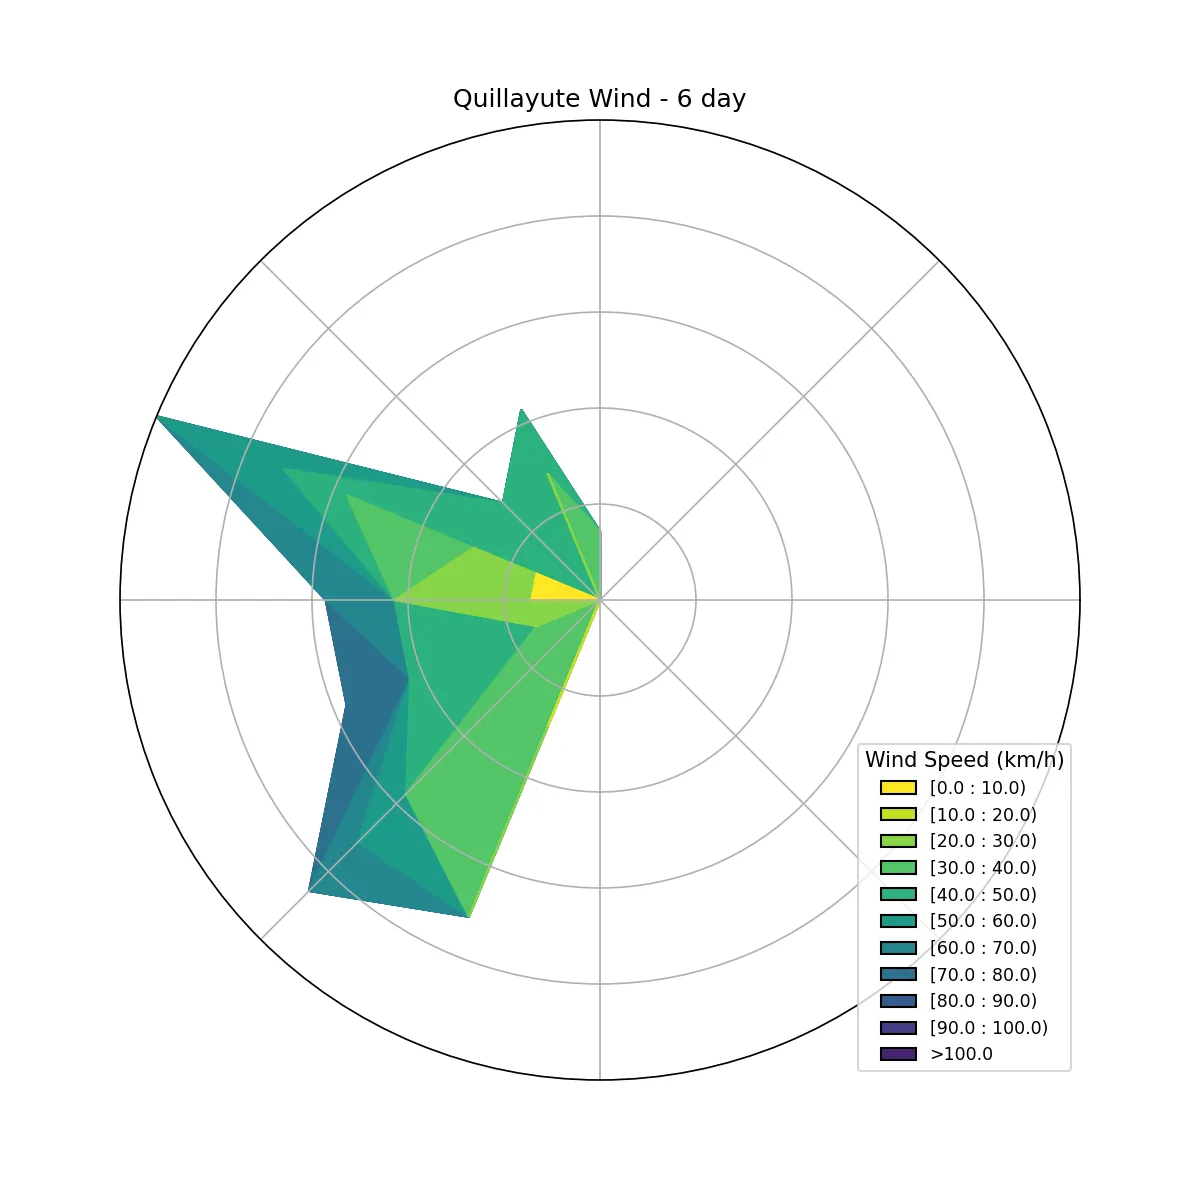 Quillayute Wind - 6 day
Wind Speed (km/h)
[0.0 : 10.0)
[10.0 : 20.0)
[20.0 : 30.0)
[30.0 : 40.0)
[40.0 : 50.0)
[50.0 : 60.0)
[60.0 : 70.0)
[70.0 : 80.0)
[80.0 : 90.0)
[90.0 : 100.0)
>100.0